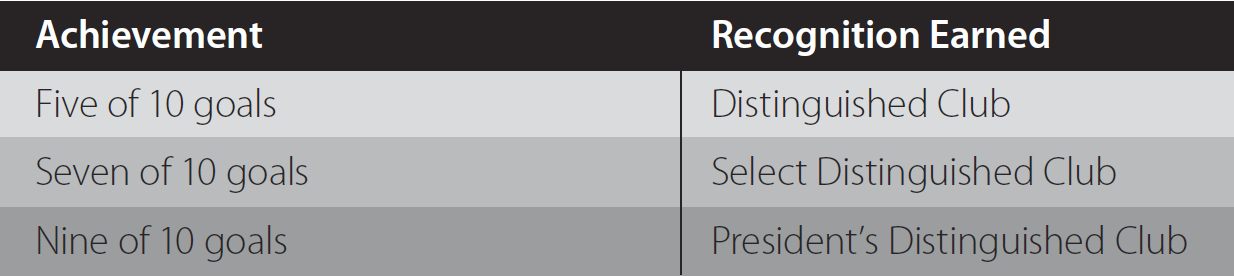 Achievement Recognition Earned
Five of 10 goals Distinguished Club
Seven of 10 goals Select Distinguished Club
Nine of 10 goals President’s Distinguished Club